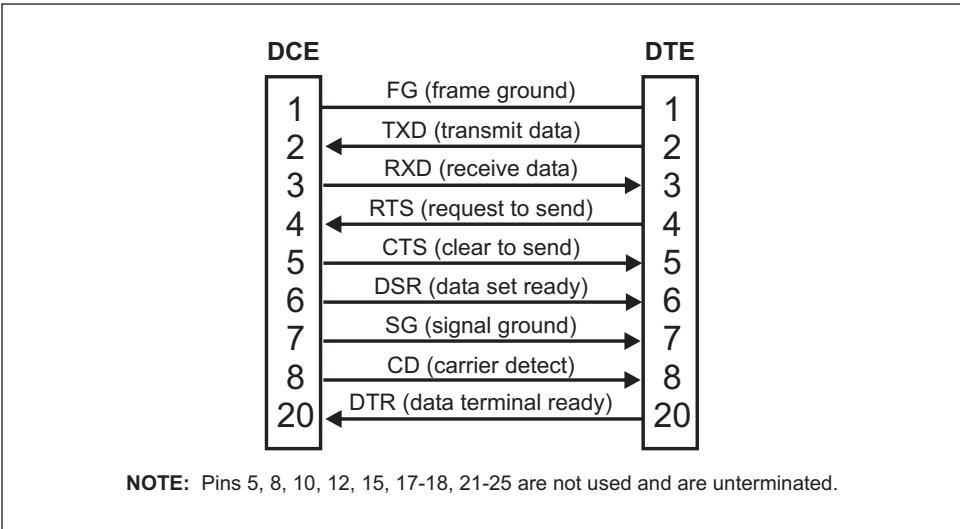 DCE DTE
1 FG (frame ground) 1
2 TXD (transmit data) 2
3 RXD (receive data) 3
4 RTS (request to send) 4
5 CTS (clear to send) 5
6 DSR (data set ready) 6
7 SG (signal ground) 7
8 CD (carrier detect) 8
20 DTR (data terminal ready) 20
NOTE: Pins 5, 8, 10, 12, 15, 17-18, 21-25 are not used and are unterminated.